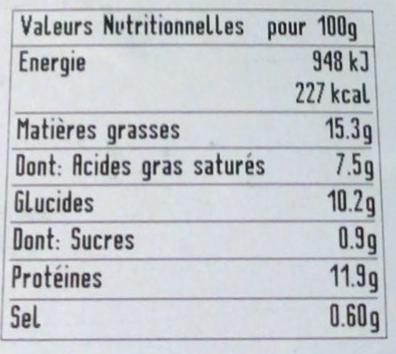 Valeurs Nutritionnelles pour 100g
Energie 948 kJ
227 kcal
Matières grasses 15.3g
Dont: Acides gras saturés 7.5g
Glucides 10.2g
Dont: Sucres 0.9g
Protéines 11.9g
Sel 0.60g